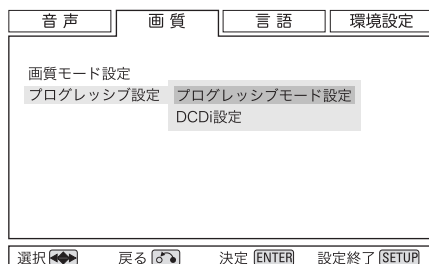 音声 画質 言語 環境設定
画質モード設定
プログレッシブ設定 プログレッシブモード設定
DCDi設定
選択 戻る 決定 ENTER 設定終了 SETUP